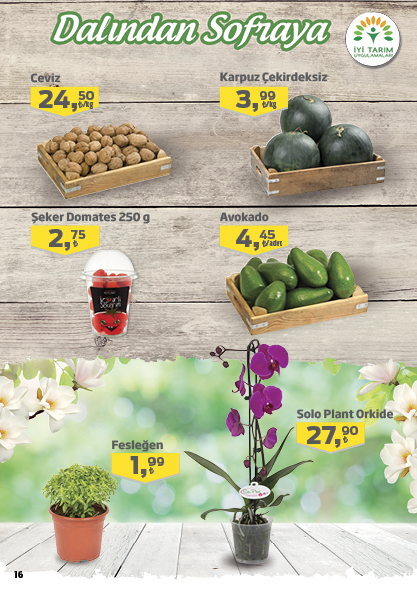 Dalından Sofraya
İYİ TARIM
UYGULAMALARI
Ceviz
24,50
₺/kg
Karpuz Çekirdeksiz
3,99
₺/kg
Şeker Domates 250 g
2,75
₺
Avokado
4,45
₺/adet
Solo Plant Orkide
27,90
₺
Fesleğen
1,99
₺
16